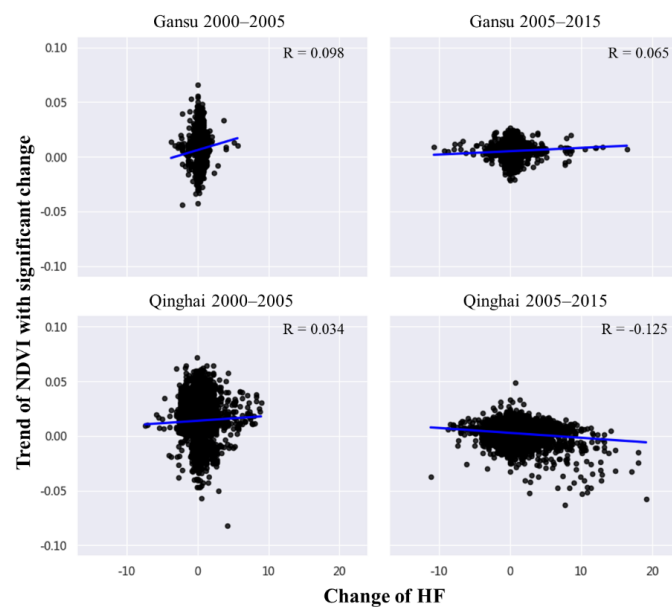 Gansu 2000–2005
Gansu 2005–2015
R = 0.098
R = 0.065
0.10
0.05
0.00
-0.05
-0.10
Trend of NDVI with significant change
Qinghai 2000–2005
Qinghai 2005–2015
R = 0.034
R = -0.125
0.10
0.05
0.00
-0.05
-0.10
-10 0 10 20
-10 0 10 20
Change of HF